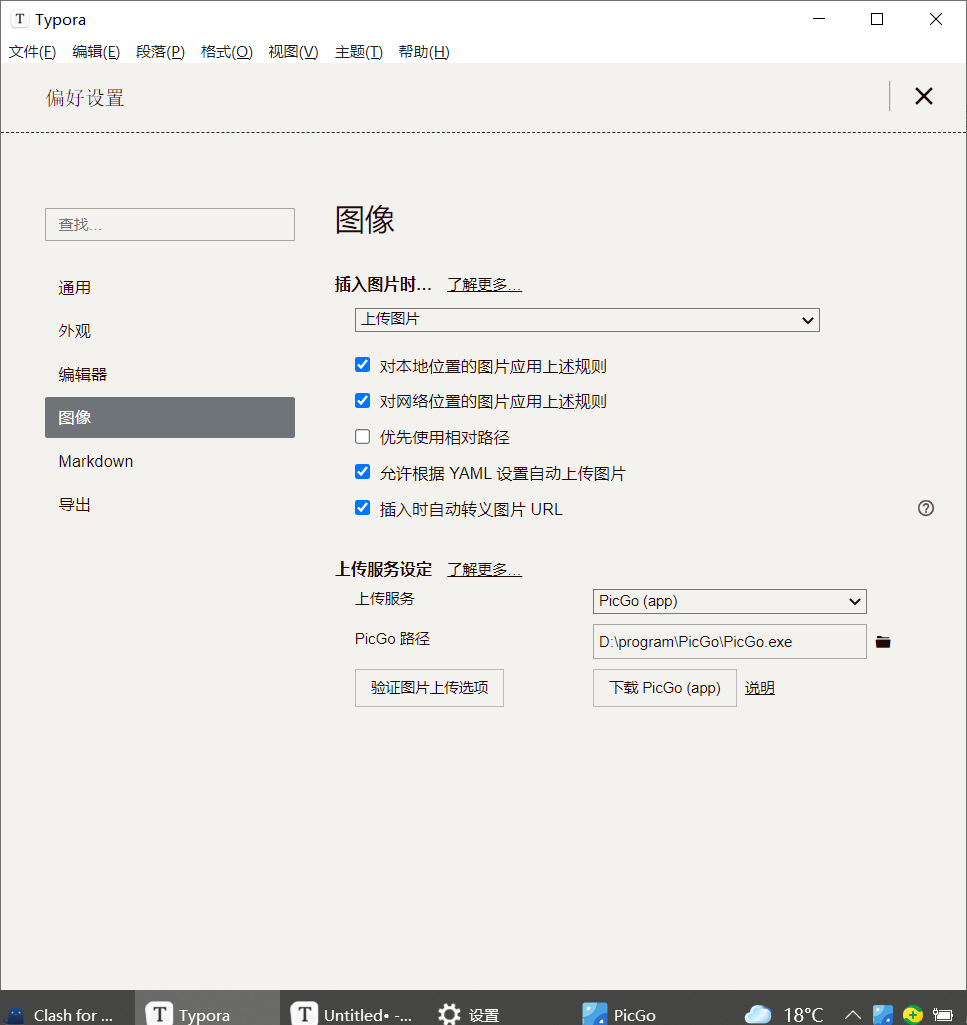 T Typora
文件(F) 编辑(E) 段落(P) 格式(O) 视图(V) 主题(T) 帮助(H)
偏好设置
查找...
通用
外观
编辑器
图像
Markdown
导出
图像
插入图片时... 了解更多...
上传图片
对本地位置的图片应用上述规则
对网络位置的图片应用上述规则
优先使用相对路径
允许根据 YAML 设置自动上传图片
插入时自动转义图片 URL
上传服务设定 了解更多...
上传服务 PicGo (app)
PicGo 路径 D:\program\PicGo\PicGo.exe
验证图片上传选项 下载 PicGo (app) 说明
Clash for ... T Typora T Untitled• -... 设置 PicGo 18°C